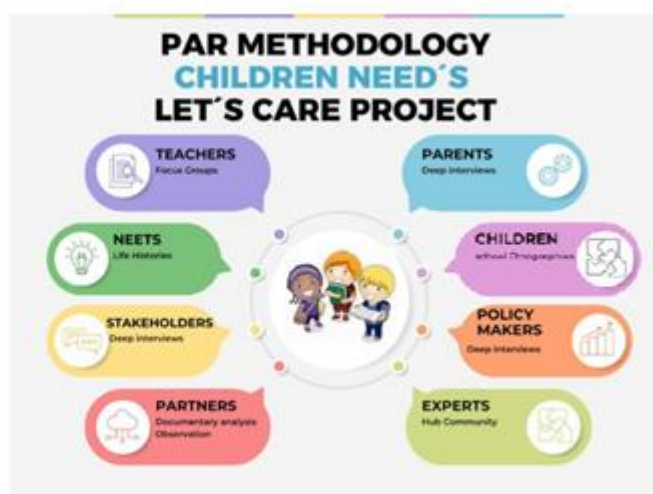 PAR METHODOLOGY
CHILDREN NEED´S
LET´S CARE PROJECT
TEACHERS
Focus Groups
PARENTS
Deep Interviews
NEETS
Life Histories
CHILDREN
school
STAKEHOLDERS
Deep Interviews
POLICY
MAKERS
Deep Interviews
PARTNERS
Documentary analysis
Observation
EXPERTS
Hub Community